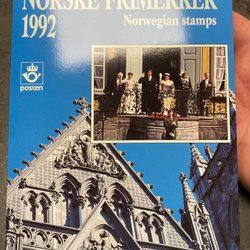 NORSKE FRIMERKER
1992
Norwegian stamps
posten